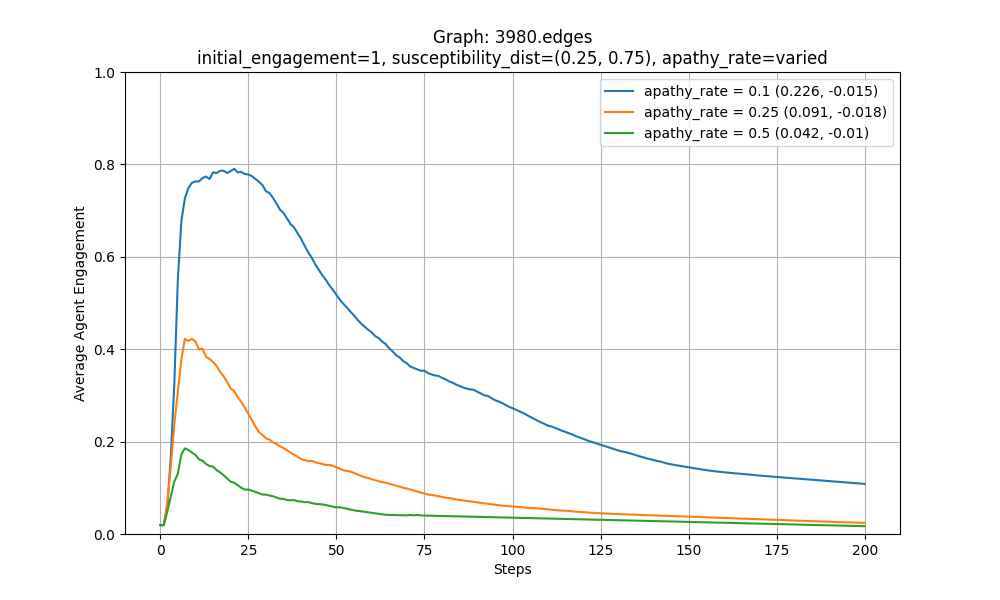 Graph: 3980.edges
initial_engagement=1, susceptibility_dist=(0.25, 0.75), apathy_rate=varied
1.0
0.8
0.6
0.4
0.2
0.0
Average Agent Engagement
apathy_rate = 0.1 (0.226, -0.015)
apathy_rate = 0.25 (0.091, -0.018)
apathy_rate = 0.5 (0.042, -0.01)
0 25 50 75 100 125 150 175 200
Steps